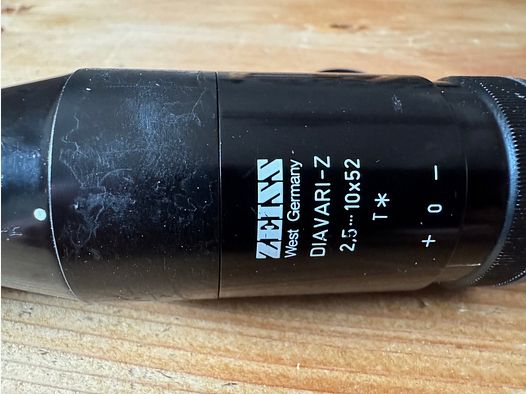 ZEISS
West Germany
DIAVARI-Z
2,5···10x52
T*
+ 0 −